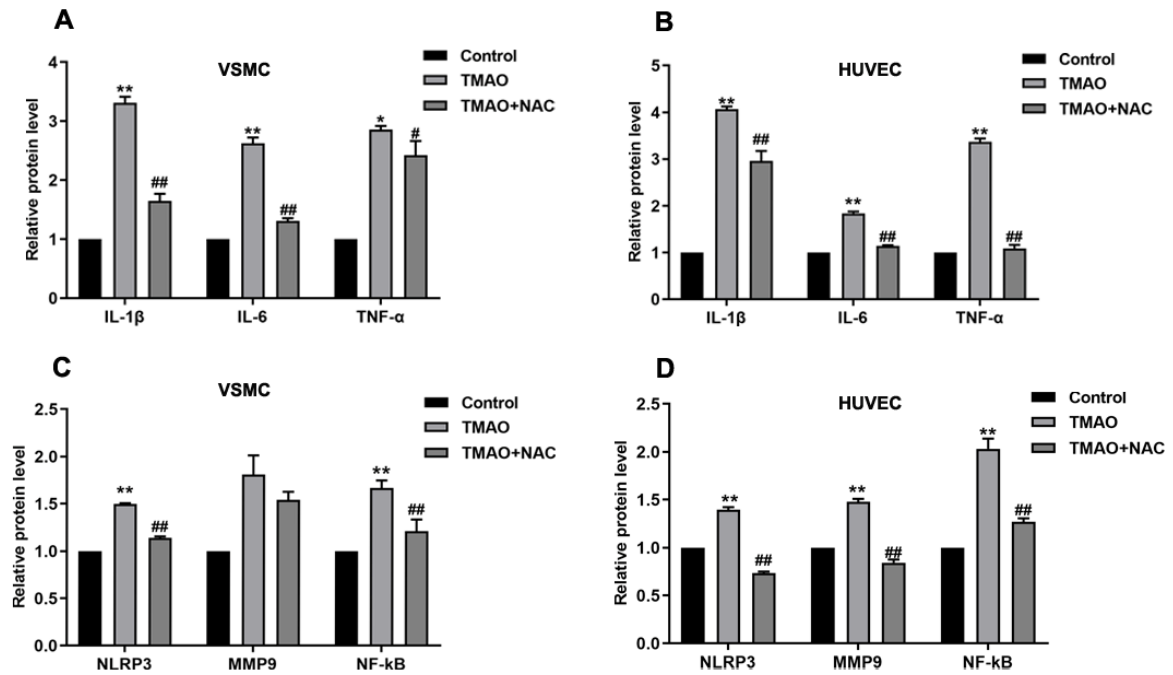 A
VSMC
Control
TMAO
TMAO+NAC
Relative protein level
4
3
2
1
0
**
##
**
##
*
#
IL-1β
IL-6
TNF-α
B
HUVEC
Control
TMAO
TMAO+NAC
Relative protein level
5
4
3
2
1
0
**
##
**
##
**
##
IL-1β
IL-6
TNF-α
C
VSMC
Control
TMAO
TMAO+NAC
Relative protein level
2.5
2.0
1.5
1.0
0.5
0.0
**
##
**
##
NLRP3
MMP9
NF-kB
D
HUVEC
Control
TMAO
TMAO+NAC
Relative protein level
2.5
2.0
1.5
1.0
0.5
0.0
**
##
**
##
**
##
NLRP3
MMP9
NF-kB